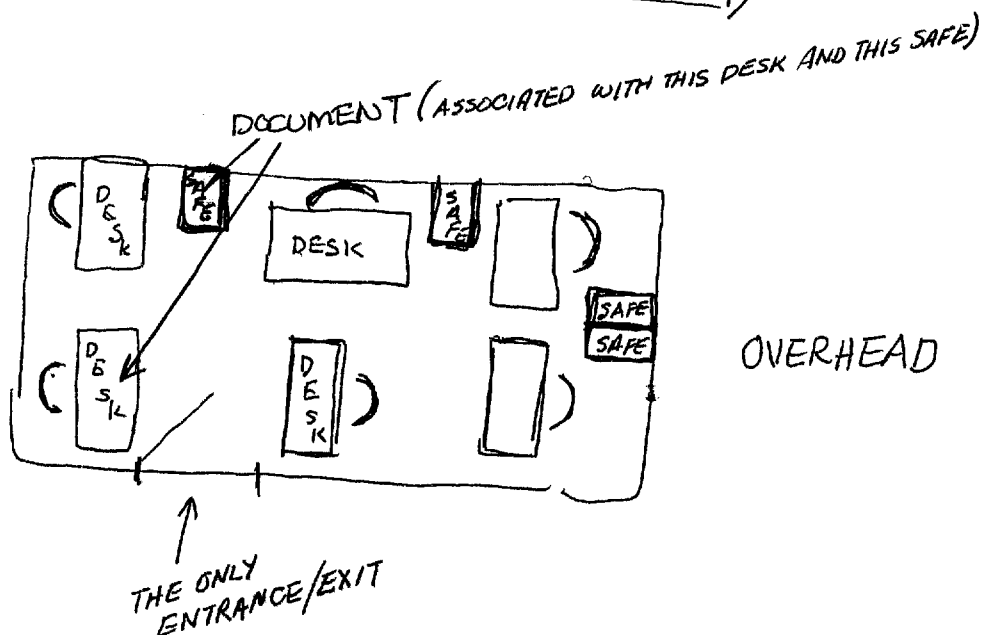 DOCUMENT (ASSOCIATED WITH THIS DESK AND THIS SAFE)
DESK
SAFE
DESK
SAFE
SAFE
SAFE
DESK
DESK
OVERHEAD
THE ONLY
ENTRANCE/EXIT